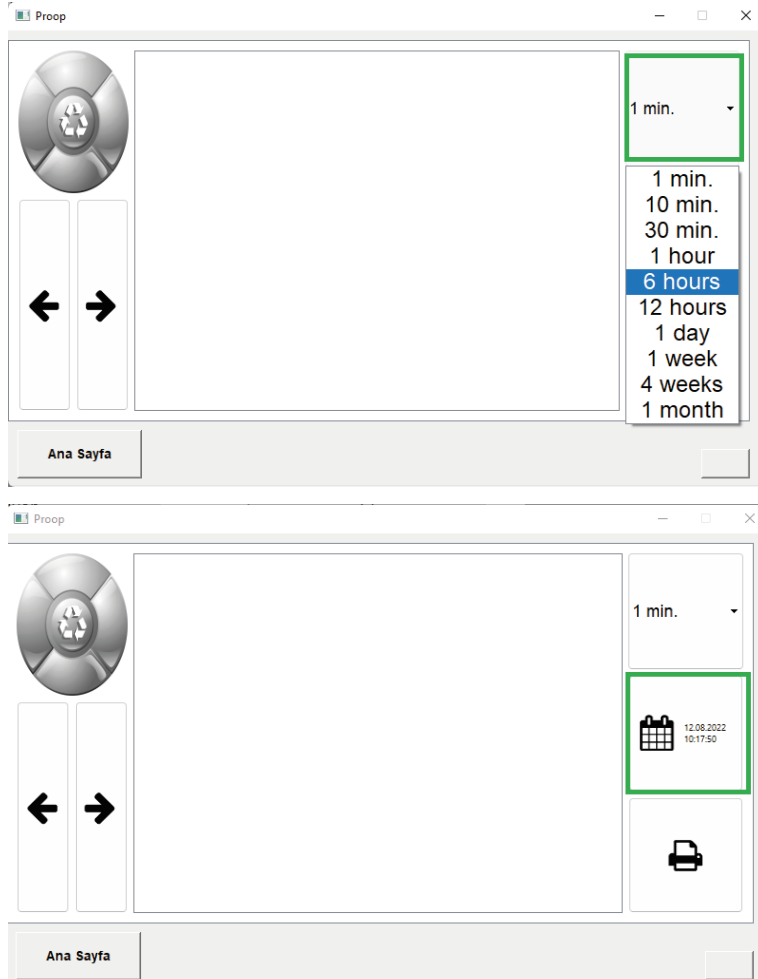 Proop
1 min.
1 min.
10 min.
30 min.
1 hour
6 hours
12 hours
1 day
1 week
4 weeks
1 month
Ana Sayfa
Proop
1 min.
12.08.2022
10:17:50
Ana Sayfa